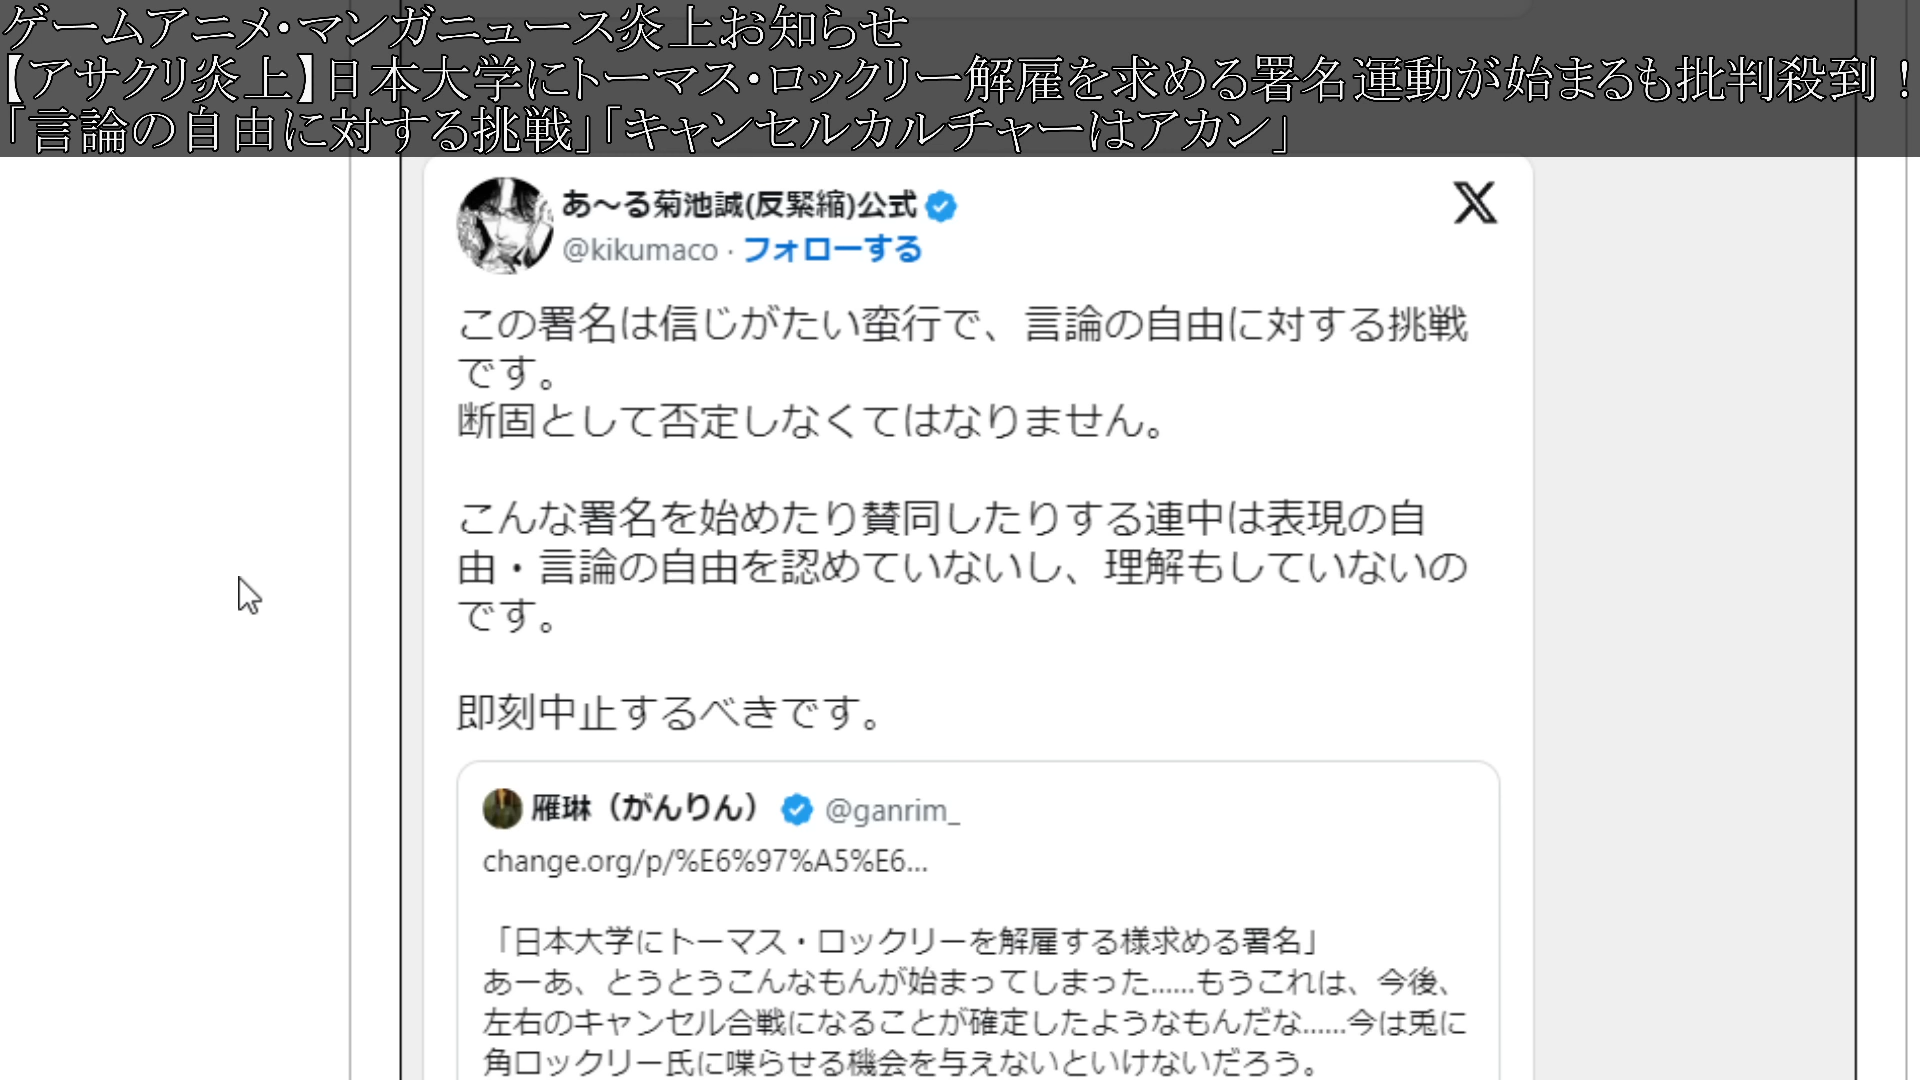 ゲームアニメ・マンガニュース炎上お知らせ
【アサクリ炎上】日本大学にトーマス・ロックリー解雇を求める署名運動が始まるも批判殺到！
「言論の自由に対する挑戦」「キャンセルカルチャーはアカン」
あ〜る菊池誠(反緊縮)公式
@kikumaco · フォローする
この署名は信じがたい蛮行で、言論の自由に対する挑戦
です。
断固として否定しなくてはなりません。
こんな署名を始めたり賛同したりする連中は表現の自
由・言論の自由を認めていないし、理解もしていないの
です。
即刻中止するべきです。
雁琳（がんりん） @ganrim_
change.org/p/%E6%97%A5%E6...
「日本大学にトーマス・ロックリーを解雇する様求める署名」
あーあ、とうとうこんなもんが始まってしまった......もうこれは、今後、
左右のキャンセル合戦になることが確定したようなもんだな......今は兎に
角ロックリー氏に喋らせる機会を与えないといけないだろう。